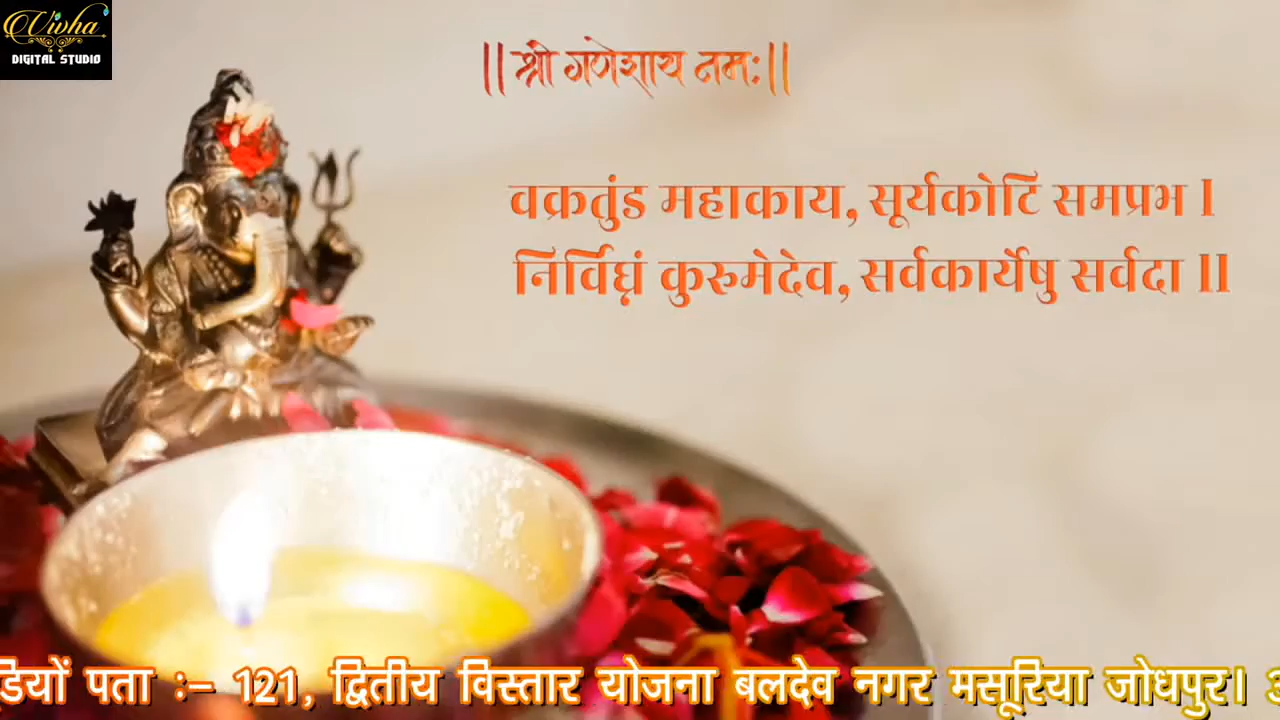 Vivha
DIGITAL STUDIO
|| श्री गणेशाय नमः ||
वक्रतुंड महाकाय, सूर्यकोटि समप्रभ I
निर्विघ्नं कुरुमेदेव, सर्वकार्येषु सर्वदा II
डियों पता :- 121, द्वितीय विस्तार योजना बलदेव नगर मसूरिया जोधपुर।